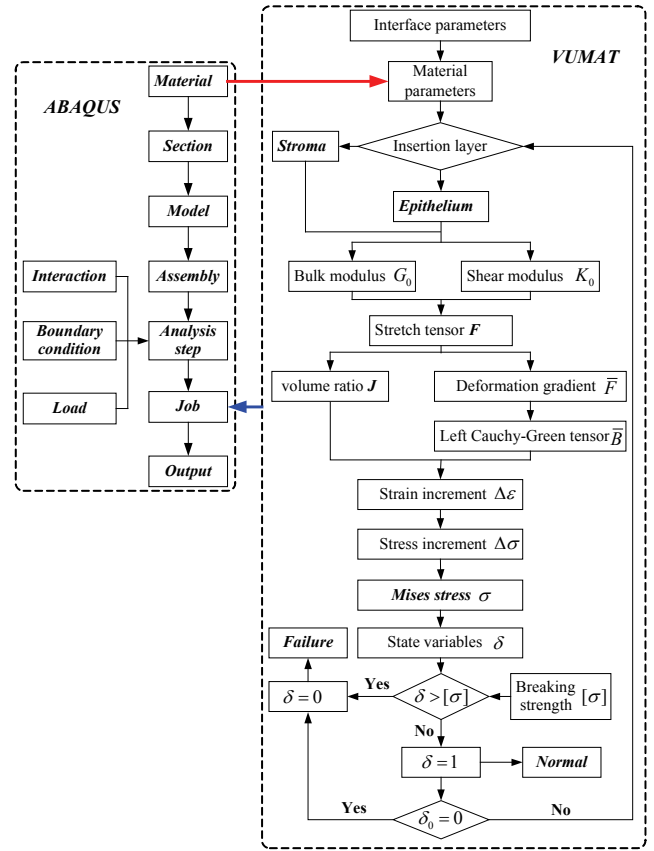 ABAQUS
Material
Section
Model
Interaction
Assembly
Boundary
condition
Analysis
step
Load
Job
Output
VUMAT
Interface parameters
Material
parameters
Stroma
Insertion layer
Epithelium
Bulk modulus G₀
Shear modulus K₀
Stretch tensor F
volume ratio J
Deformation gradient F̅
Left Cauchy-Green tensor B̅
Strain increment Δε
Stress increment Δσ
Mises stress σ
Failure
State variables δ
δ = 0
Yes
δ > [σ]
Breaking
strength [σ]
No
δ = 1
Normal
Yes
δ₀ = 0
No